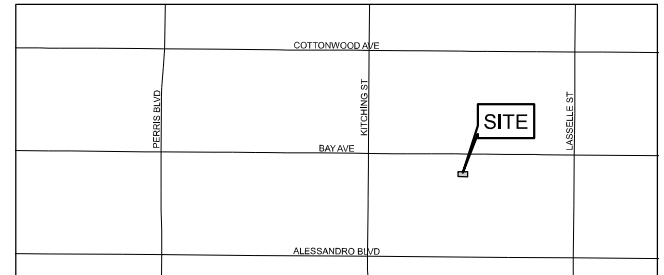 COTTONWOOD AVE
PERRIS BLVD
KITCHING ST
LASSELLE ST
SITE
BAY AVE
ALESSANDRO BLVD